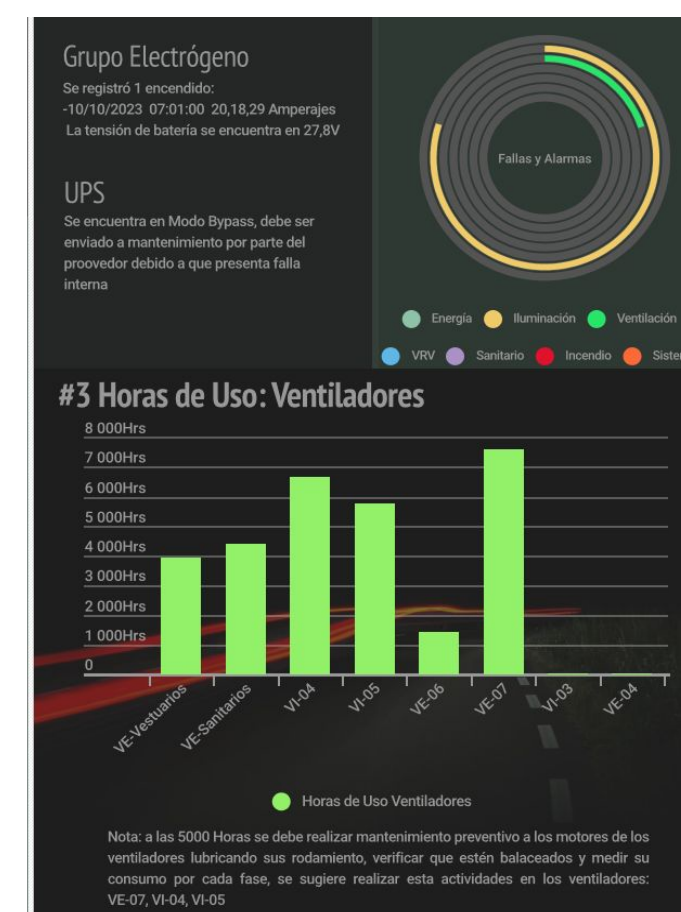 Grupo Electrógeno
Se registró 1 encendido:
-10/10/2023 07:01:00 20,18,29 Amperajes
La tensión de batería se encuentra en 27,8V
UPS
Se encuentra en Modo Bypass, debe ser
enviado a mantenimiento por parte del
proovedor debido a que presenta falla
interna
Fallas y Alarmas
Energía
Iluminación
Ventilación
VRV
Sanitario
Incendio
#3 Horas de Uso: Ventiladores
8 000Hrs
7 000Hrs
6 000Hrs
5 000Hrs
4 000Hrs
3 000Hrs
2 000Hrs
1 000Hrs
0
VE-Vestuarios
VE-Sanitarios
VI-04
VI-05
VE-06
VE-07
VI-03
VE-04
Horas de Uso Ventiladores
Nota: a las 5000 Horas se debe realizar mantenimiento preventivo a los motores de los
ventiladores lubricando sus rodamiento, verificar que estén balaceados y medir su
consumo por cada fase, se sugiere realizar esta actividades en los ventiladores:
VE-07, VI-04, VI-05